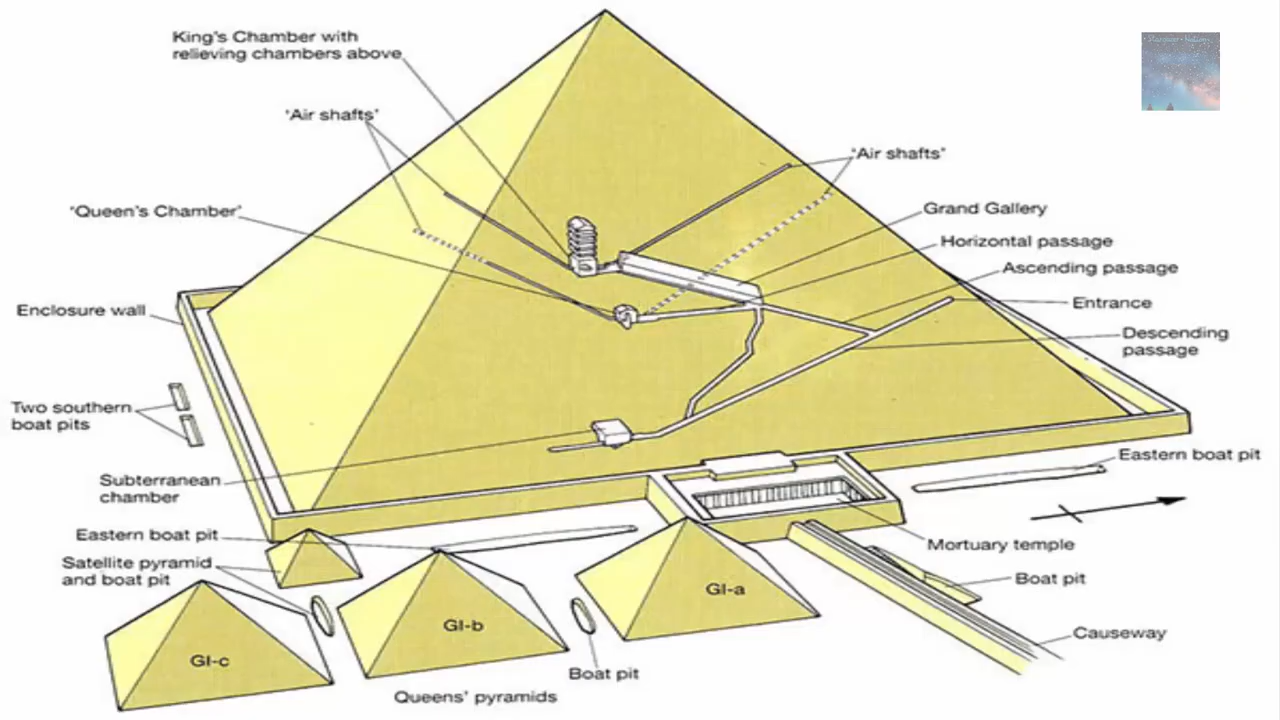 King's Chamber with
relieving chambers above
'Air shafts'
'Air shafts'
'Queen's Chamber'
Grand Gallery
Horizontal passage
Ascending passage
Entrance
Enclosure wall
Descending
passage
Two southern
boat pits
Eastern boat pit
Subterranean
chamber
Eastern boat pit
Mortuary temple
Satellite pyramid
and boat pit
Boat pit
GI-a
GI-b
Causeway
GI-c
Boat pit
Queens' pyramids